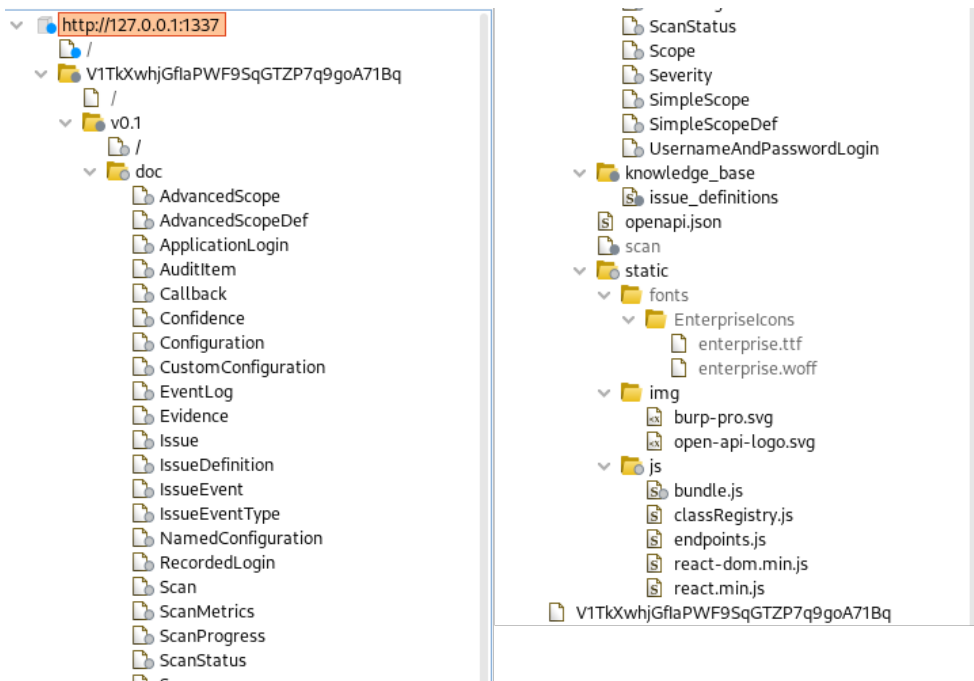 http://127.0.0.1:1337
/
V1TkXwhjGfIaPWF9SqGTZP7q9goA71Bq
/
v0.1
/
doc
AdvancedScope
AdvancedScopeDef
ApplicationLogin
AuditItem
Callback
Confidence
Configuration
CustomConfiguration
EventLog
Evidence
Issue
IssueDefinition
IssueEvent
IssueEventType
NamedConfiguration
RecordedLogin
Scan
ScanMetrics
ScanProgress
ScanStatus
ScanStatus
Scope
Severity
SimpleScope
SimpleScopeDef
UsernameAndPasswordLogin
knowledge_base
issue_definitions
openapi.json
scan
static
fonts
EnterpriseIcons
enterprise.ttf
enterprise.woff
img
burp-pro.svg
open-api-logo.svg
js
bundle.js
classRegistry.js
endpoints.js
react-dom.min.js
react.min.js
V1TkXwhjGfIaPWF9SqGTZP7q9goA71Bq